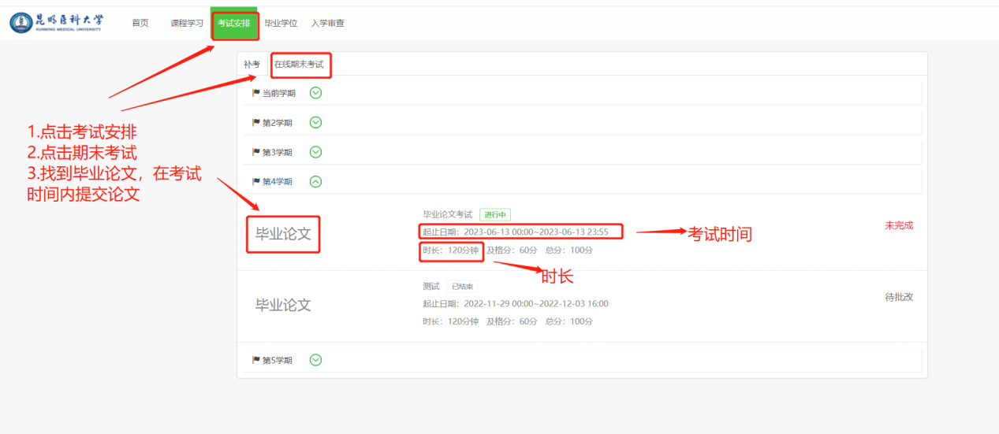 昆明医科大学
KUNMING MEDICAL UNIVERSITY
首页 课程学习 考试安排 毕业学位 入学审查
补考 在线期末考试
当前学期
第2学期
第3学期
第4学期
1.点击考试安排
2.点击期末考试
3.找到毕业论文，在考试
时间内提交论文
毕业论文
毕业论文考试 进行中
起止日期：2023-06-13 00:00~2023-06-13 23:55
时长：120分钟 及格分：60分 总分：100分
未完成
考试时间
时长
毕业论文
测试 已结束
起止日期：2022-11-29 00:00~2022-12-03 16:00
时长：120分钟 及格分：60分 总分：100分
待批改
第5学期